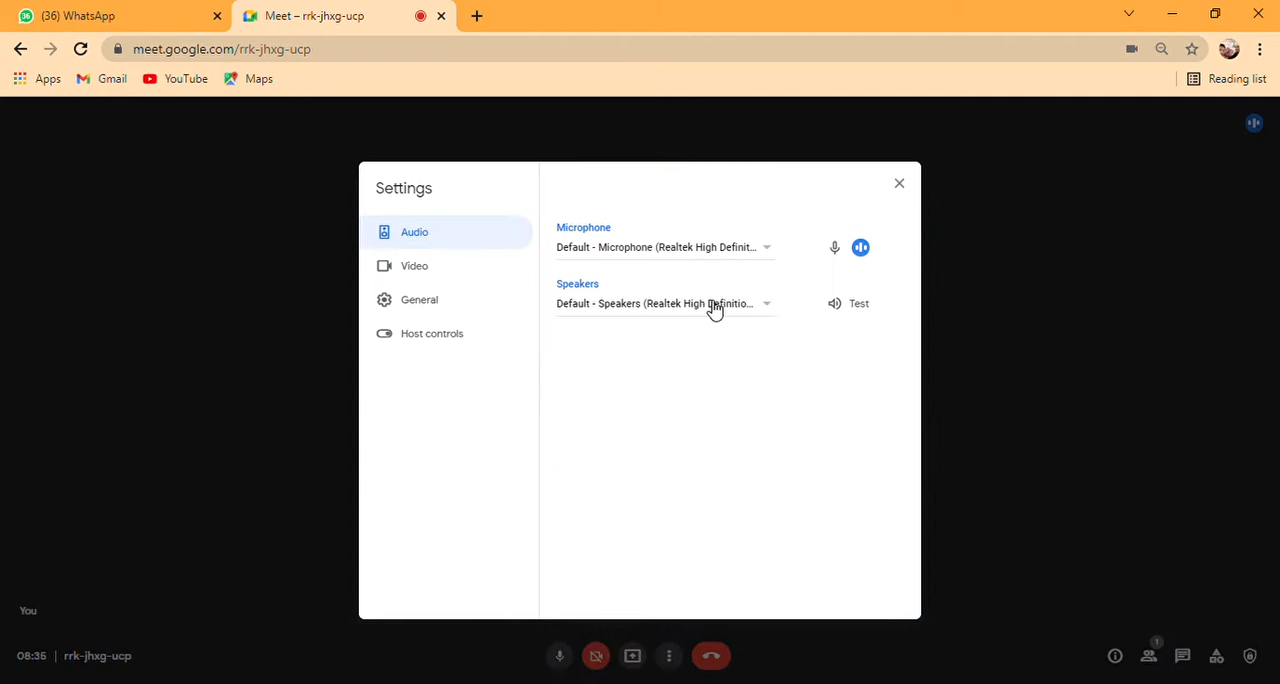 (36) WhatsApp
Meet – rrk-jhxg-ucp
meet.google.com/rrk-jhxg-ucp
Apps
Gmail
YouTube
Maps
Reading list
Settings
Audio
Video
General
Host controls
Microphone
Default - Microphone (Realtek High Definit...
Speakers
Default - Speakers (Realtek High Definitio...
Test
You
08:35 | rrk-jhxg-ucp
1